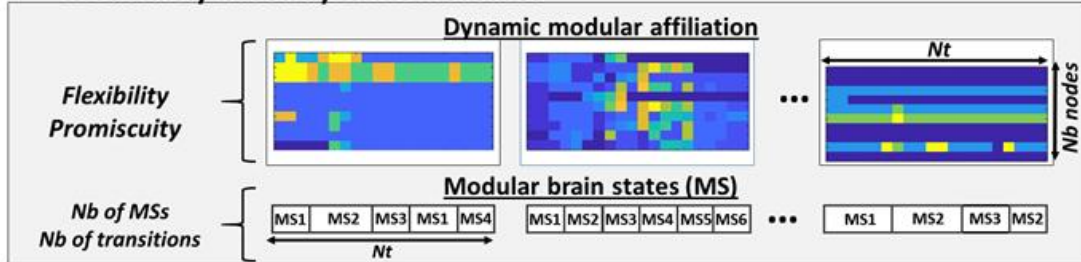 Dynamic modular affiliation
Nt
Flexibility
Promiscuity
...
Nb nodes
Modular brain states (MS)
Nb of MSs
Nb of transitions
MS1 MS2 MS3 MS1 MS4
MS1 MS2 MS3 MS4 MS5 MS6
...
MS1 MS2 MS3 MS2
Nt